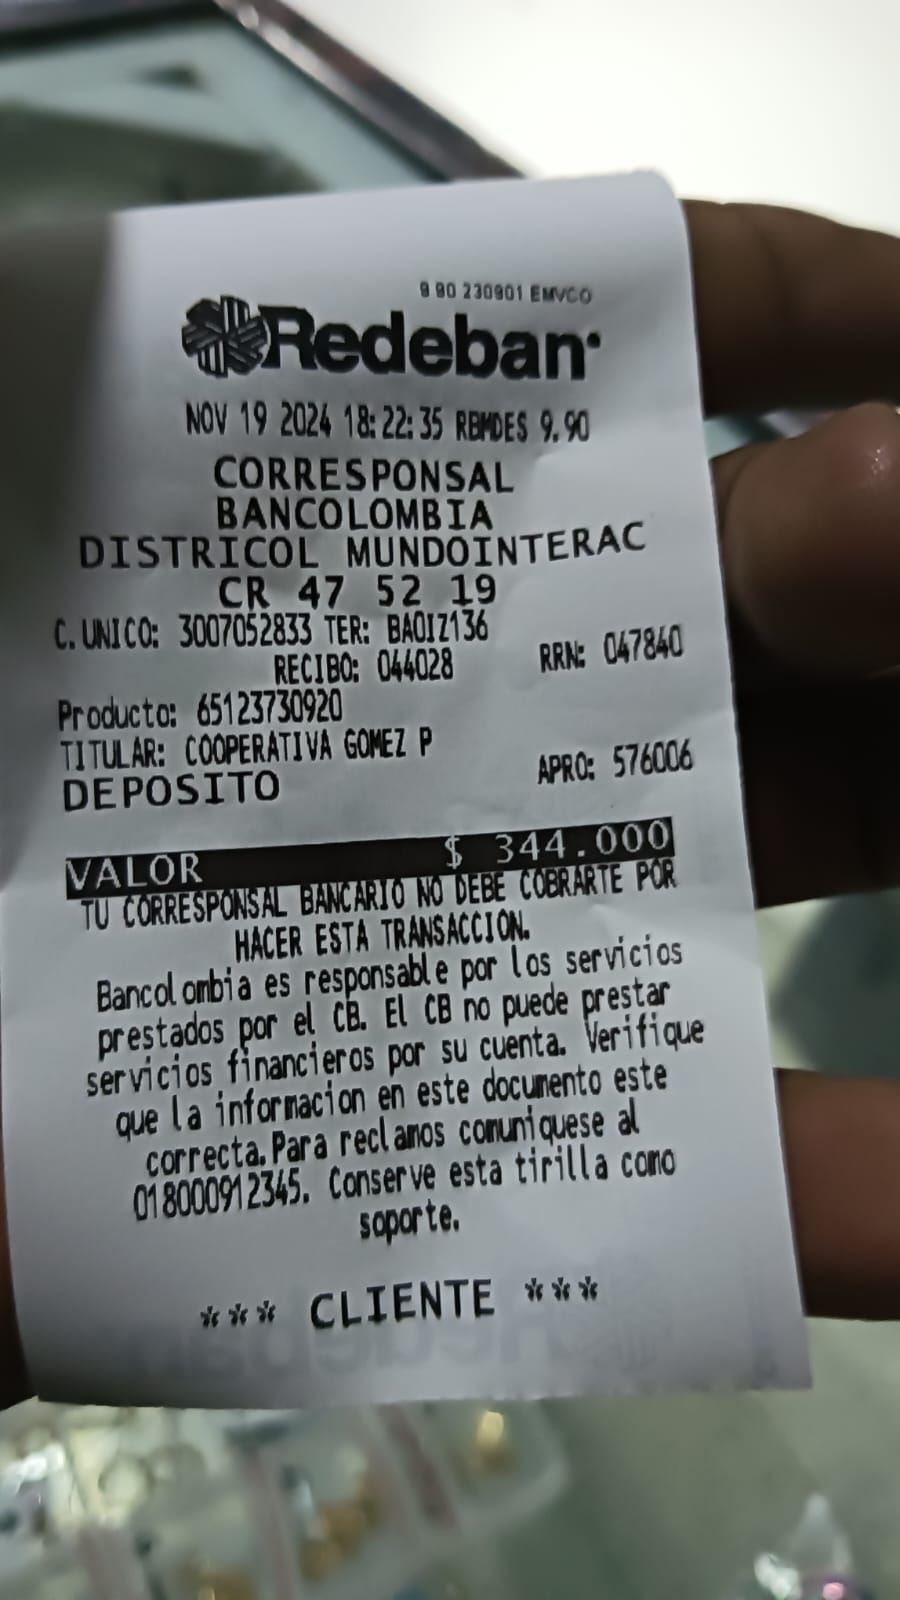 9 90 230901 EMVCO
Redeban
NOV 19 2024 18:22:35 RBMDES 9.90
CORRESPONSAL
BANCOLOMBIA
DISTRICOL MUNDOINTERAC
CR 47 52 19
C. UNICO: 3007052833 TER: BAOIZ136
RECIBO: 044028 RRN: 047840
Producto: 65123730920
TITULAR: COOPERATIVA GOMEZ P
DEPOSITO APRO: 576006
VALOR $ 344.000
TU CORRESPONSAL BANCARIO NO DEBE COBRARTE POR
HACER ESTA TRANSACCION.
Bancolombia es responsable por los servicios
prestados por el CB. El CB no puede prestar
servicios financieros por su cuenta. Verifique
que la informacion en este documento este
correcta.Para reclamos comuniquese al
018000912345. Conserve esta tirilla como
soporte.
*** CLIENTE ***